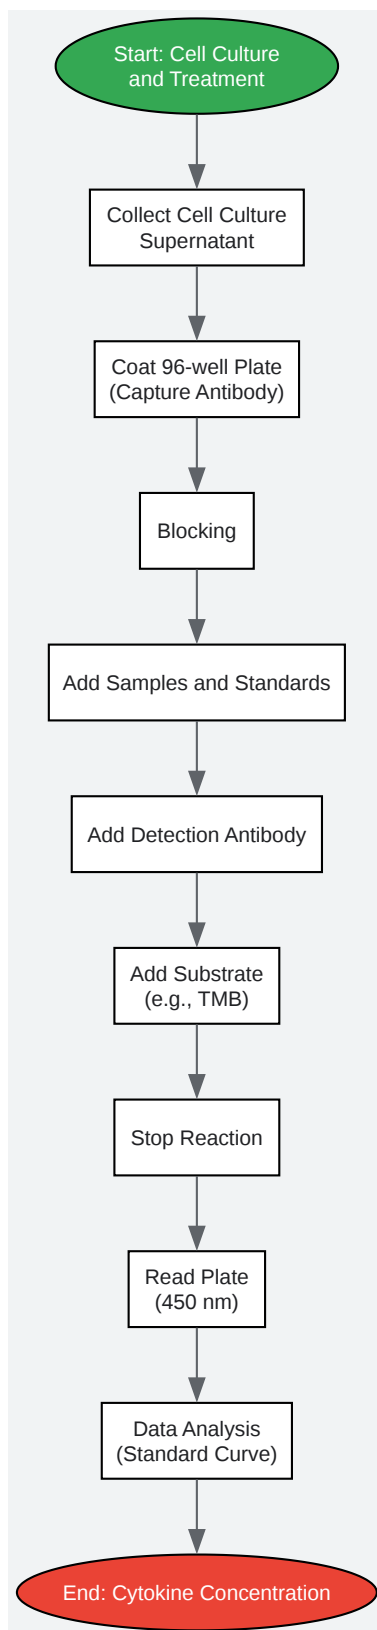 Start: Cell Culture
and Treatment
Collect Cell Culture
Supernatant
Coat 96-well Plate
(Capture Antibody)
Blocking
Add Samples and Standards
Add Detection Antibody
Add Substrate
(e.g., TMB)
Stop Reaction
Read Plate
(450 nm)
Data Analysis
(Standard Curve)
End: Cytokine Concentration